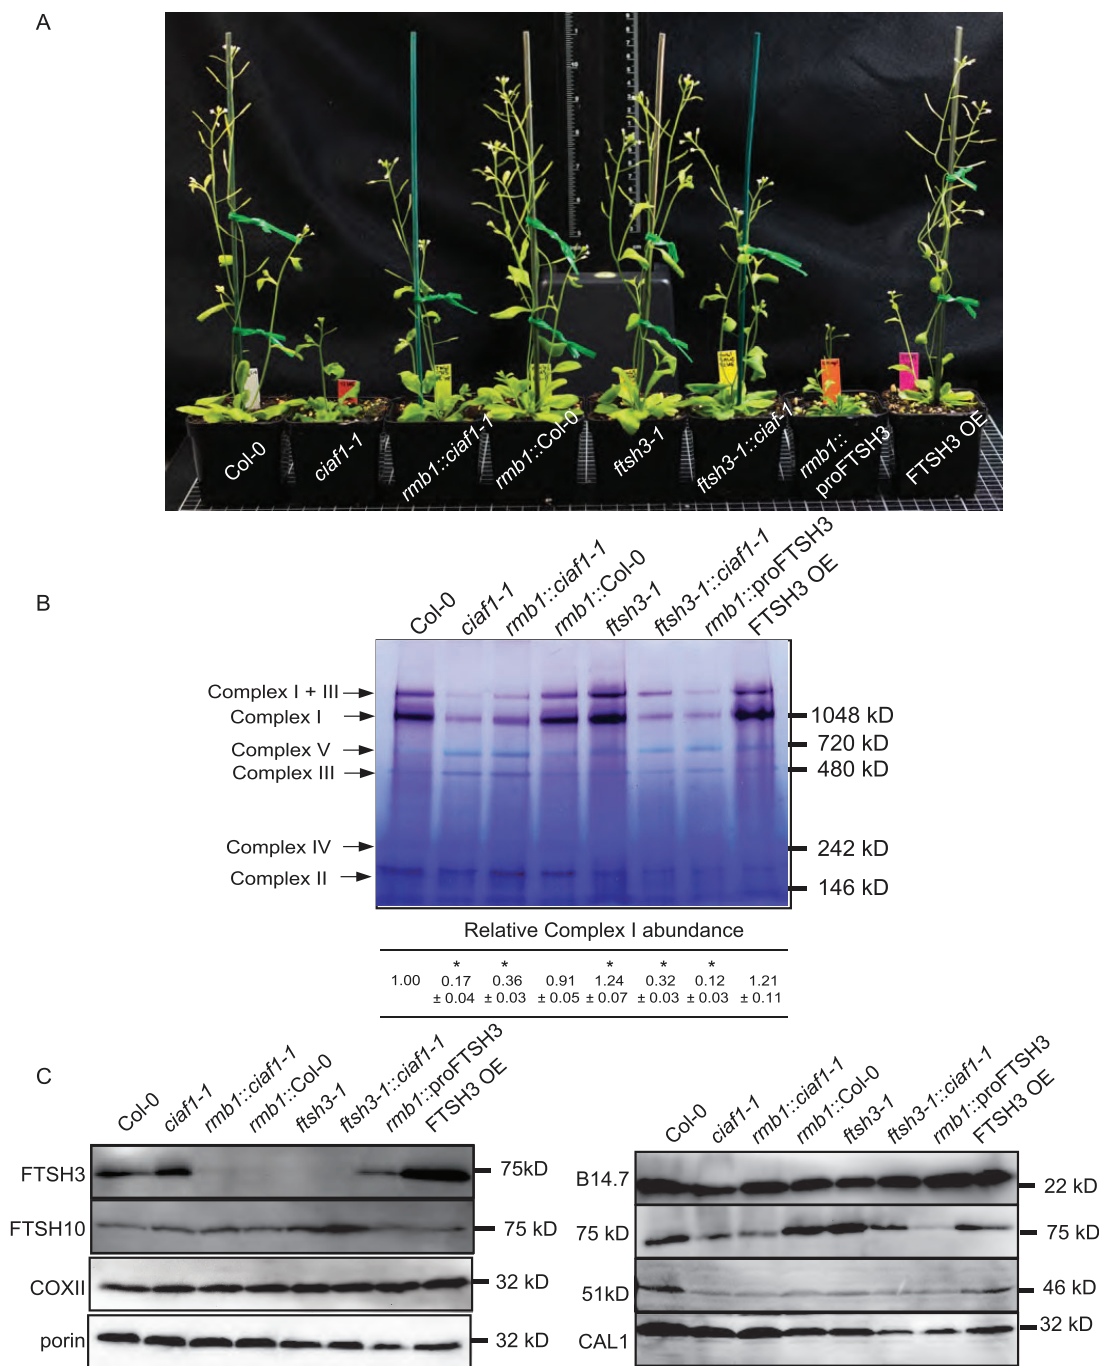 A
Col-0
ciaf1-1
rmb1::ciaf1-1
rmb1::Col-0
ftsh3-1
ftsh3-1::ciaf-1
rmb1::
proFTSH3
FTSH3 OE
B
Col-0
ciaf1-1
rmb1::ciaf1-1
rmb1::Col-0
ftsh3-1
ftsh3-1::ciaf1-1
rmb1::proFTSH3
FTSH3 OE
Complex I + III
Complex I
Complex V
Complex III
Complex IV
Complex II
1048 kD
720 kD
480 kD
242 kD
146 kD
Relative Complex I abundance
* * * * *
1.00 0.17 0.36 0.91 1.24 0.32 0.12 1.21
± 0.04 ± 0.03 ± 0.05 ± 0.07 ± 0.03 ± 0.03 ± 0.11
C
Col-0
ciaf1-1
rmb1::ciaf1-1
rmb1::Col-0
ftsh3-1
ftsh3-1::ciaf1-1
rmb1::proFTSH3
FTSH3 OE
FTSH3 75kD
FTSH10 75 kD
COXII 32 kD
porin 32 kD
Col-0
ciaf1-1
rmb1::ciaf1-1
rmb1::Col-0
ftsh3-1
ftsh3-1::ciaf1-1
rmb1::proFTSH3
FTSH3 OE
B14.7 22 kD
75 kD 75 kD
51kD 46 kD
CAL1 32 kD